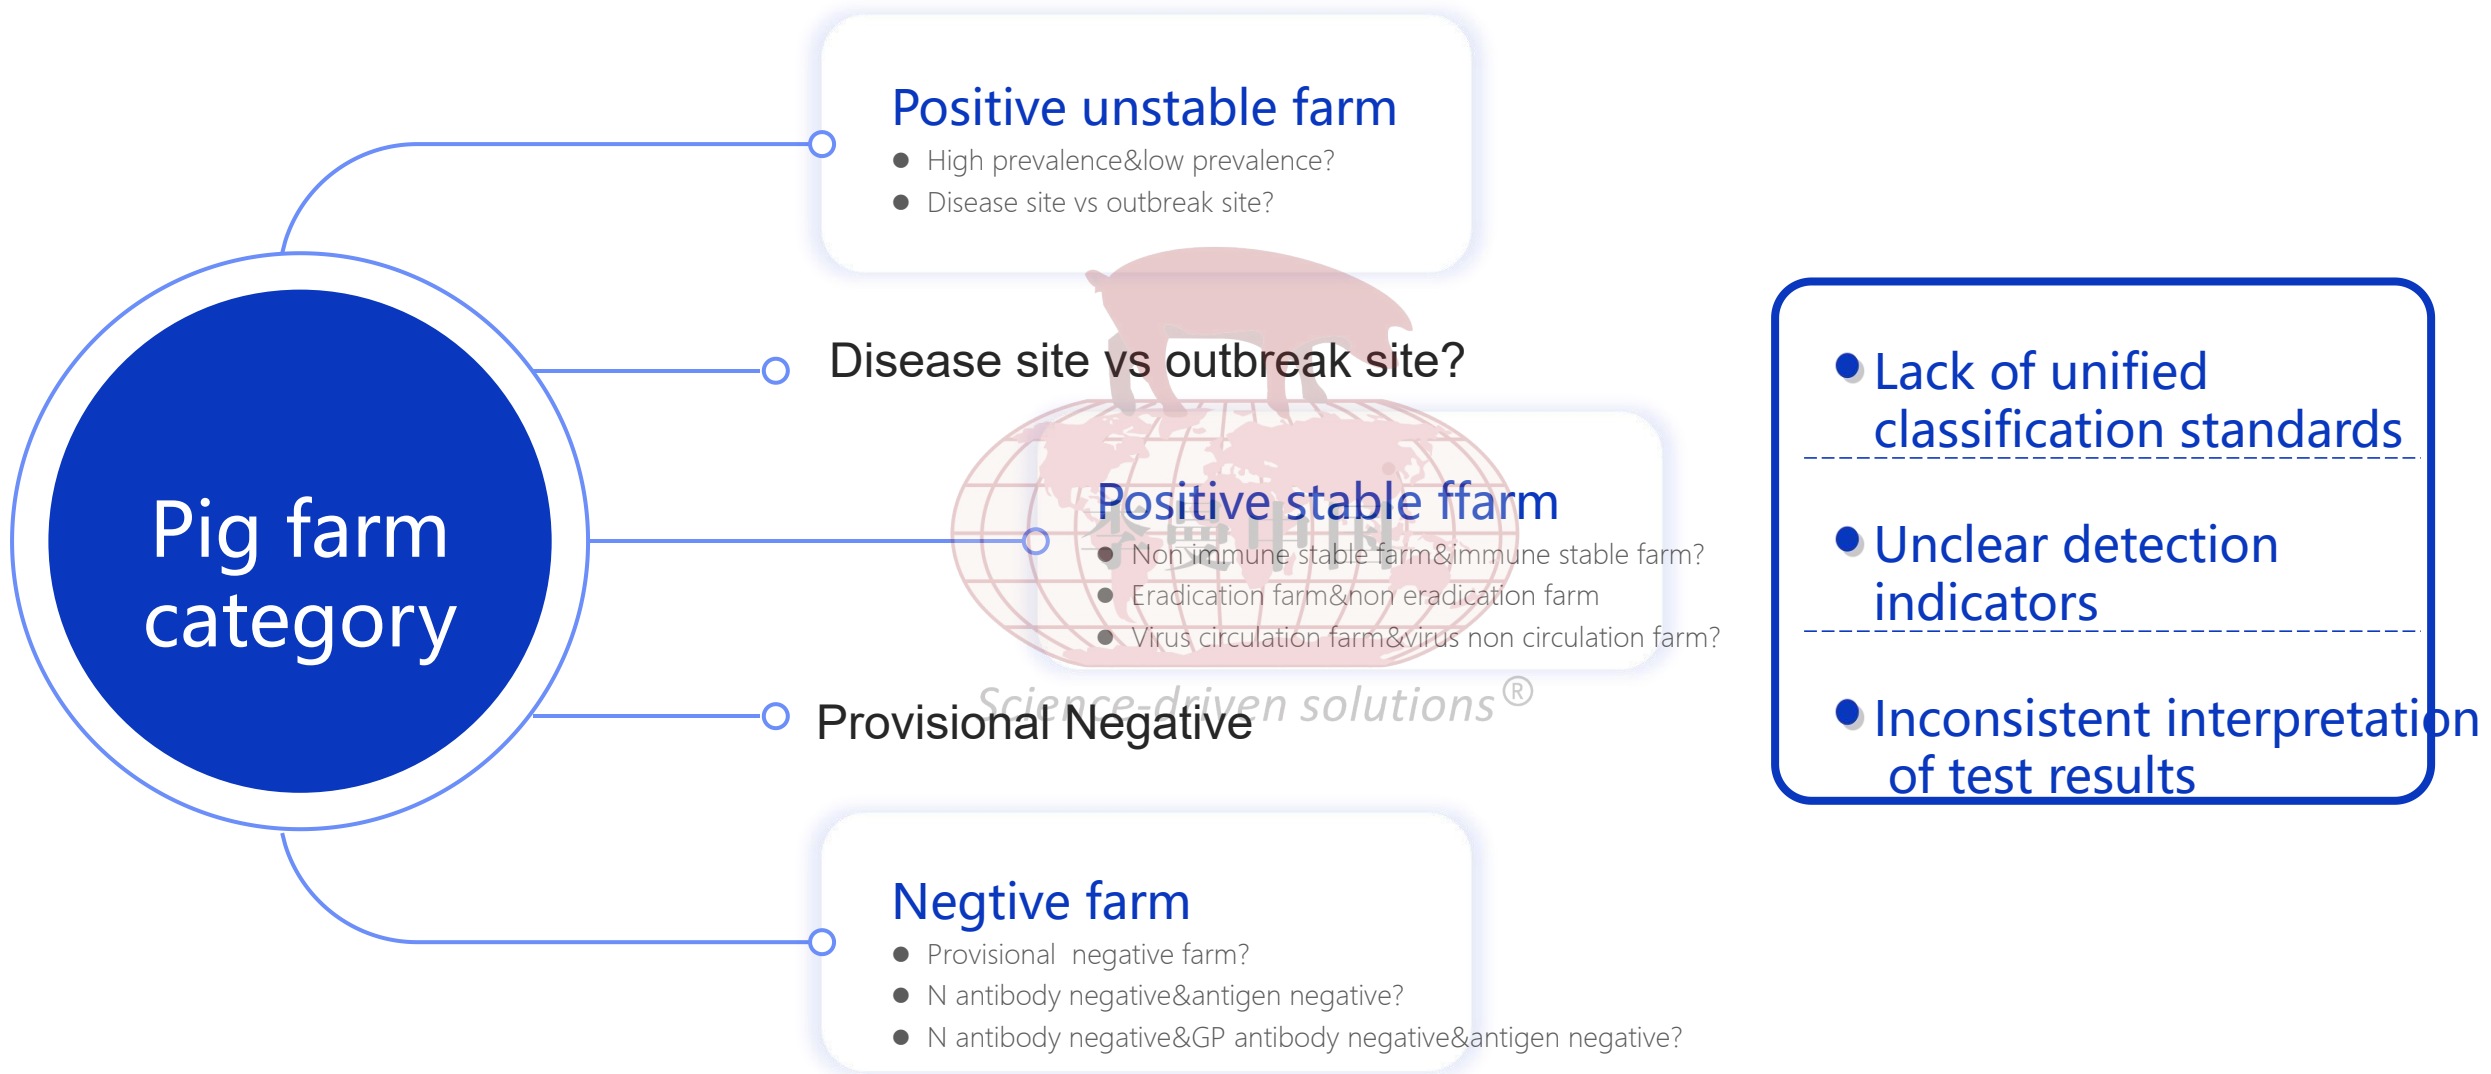 Positive unstable farm
● High prevalence&low prevalence?
● Disease site vs outbreak site?
Disease site vs outbreak site?
Pig farm
category
Positive stable ffarm
● Non immune stable farm&immune stable farm?
● Eradication farm&non eradication farm
● Virus circulation farm&virus non circulation farm?
李曼中国
Science-driven solutions®
Provisional Negative
Negtive farm
● Provisional  negative farm?
● N antibody negative&antigen negative?
● N antibody negative&GP antibody negative&antigen negative?
● Lack of unified
classification standards
● Unclear detection
indicators
● Inconsistent interpretation
of test results